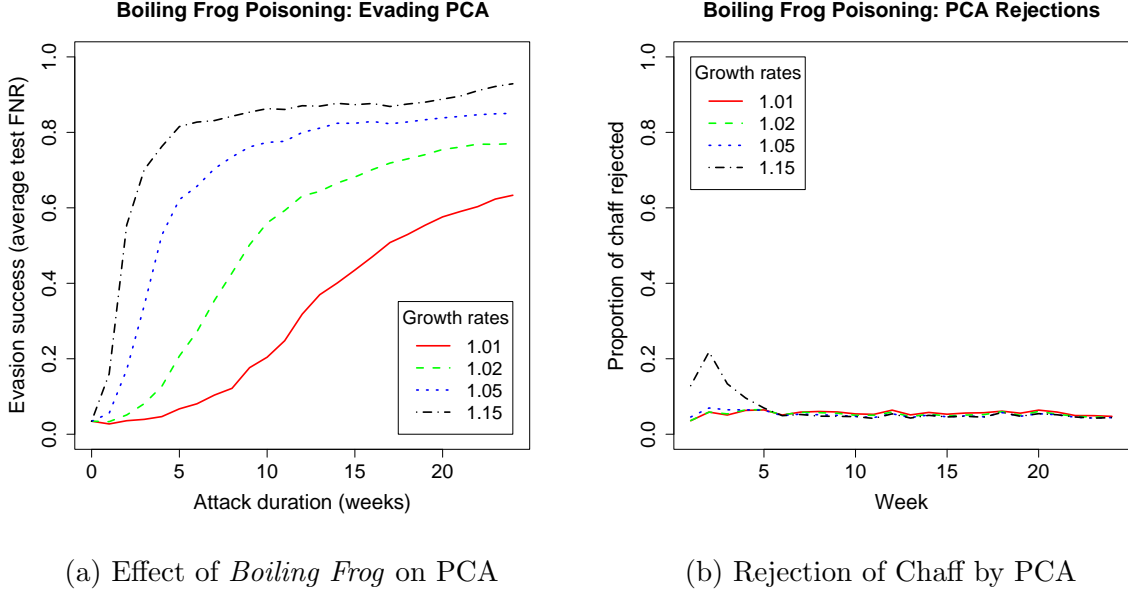 Boiling Frog Poisoning: Evading PCA
Evasion success (average test FNR)
1.0
0.8
0.6
0.4
0.2
0.0
Growth rates
1.01
1.02
1.05
1.15
0 5 10 15 20
Attack duration (weeks)
(a) Effect of Boiling Frog on PCA
Boiling Frog Poisoning: PCA Rejections
Proportion of chaff rejected
1.0
0.8
0.6
0.4
0.2
0.0
Growth rates
1.01
1.02
1.05
1.15
5 10 15 20
Week
(b) Rejection of Chaff by PCA